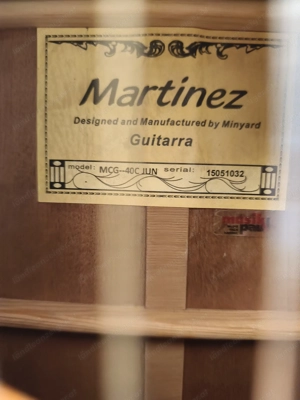 Martinez
Designed and Manufactured by Minyard
Guitarra
model: MCG-40C JUN serial: 15051032